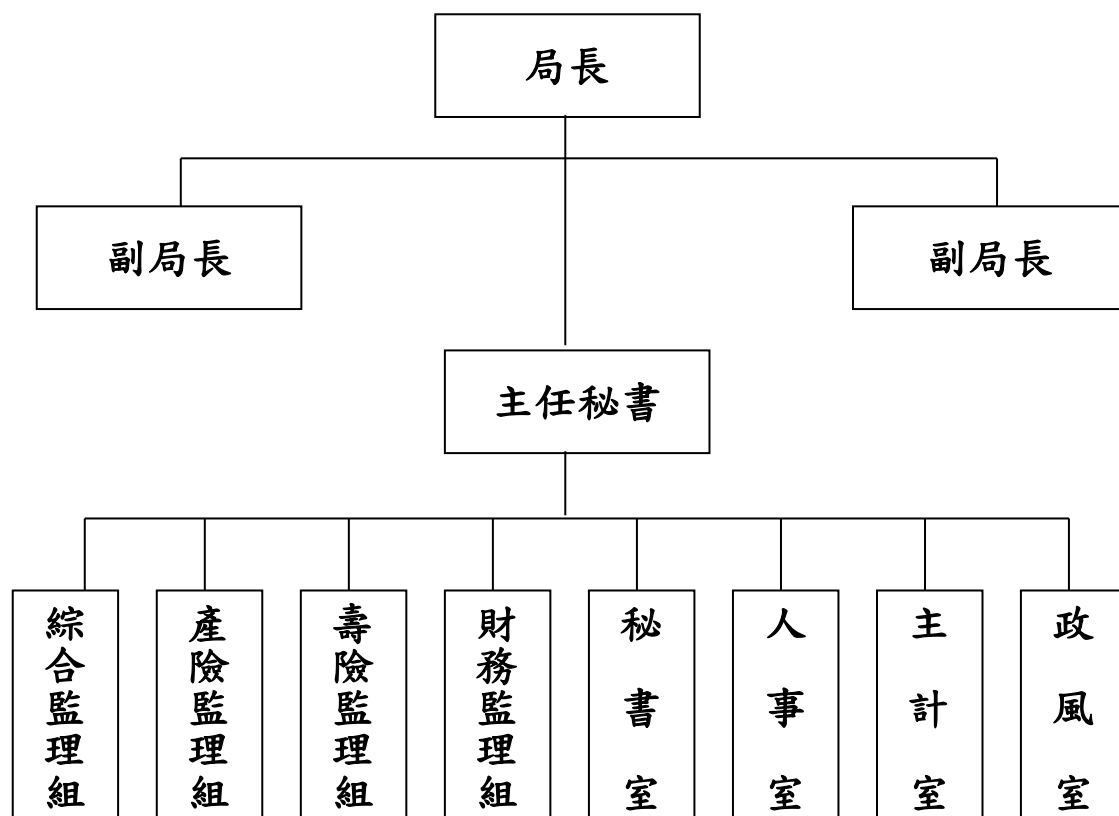 局長
副局長
副局長
主任秘書
綜合監理組
產險監理組
壽險監理組
財務監理組
秘書室
人事室
主計室
政風室